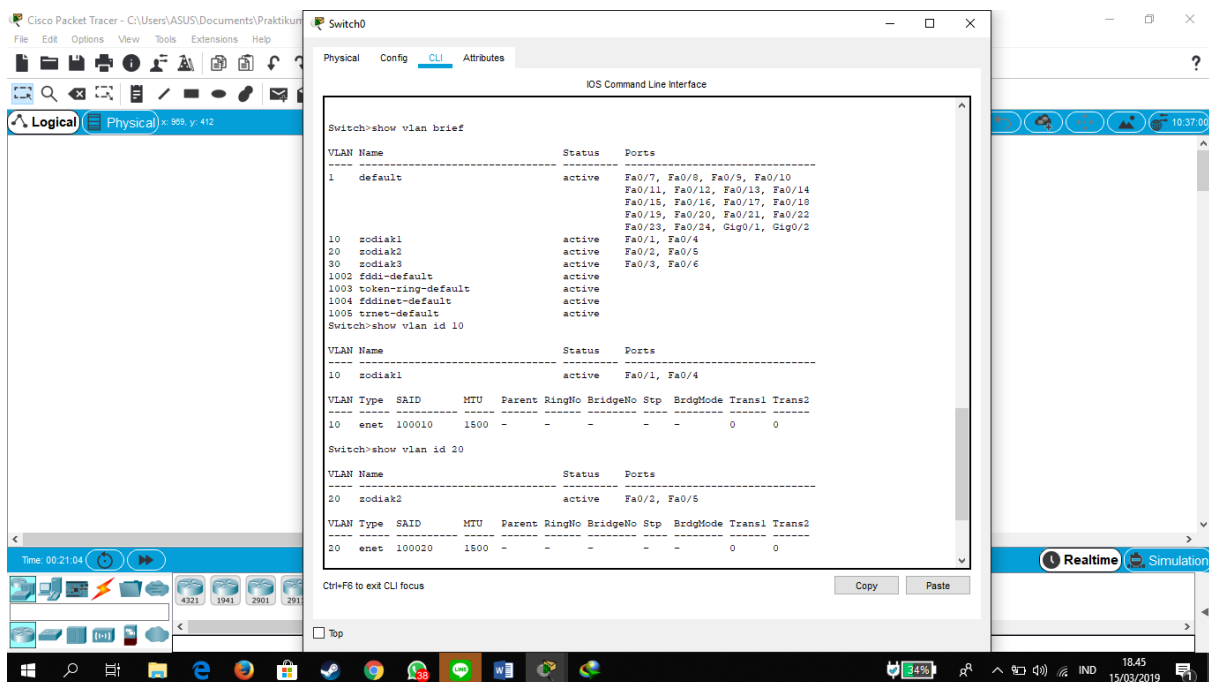 Cisco Packet Tracer - C:\Users\ASUS\Documents\Praktikum
File Edit Options View Tools Extensions Help
Logical
Physical
x: 969, y: 412
10:37:00
Switch0
Physical Config CLI Attributes
IOS Command Line Interface
Switch>show vlan brief
VLAN Name Status Ports
---- -------------------------------- --------- -------------------------------
1 default active Fa0/7, Fa0/8, Fa0/9, Fa0/10
Fa0/11, Fa0/12, Fa0/13, Fa0/14
Fa0/15, Fa0/16, Fa0/17, Fa0/18
Fa0/19, Fa0/20, Fa0/21, Fa0/22
Fa0/23, Fa0/24, Gig0/1, Gig0/2
10 zodiak1 active Fa0/1, Fa0/4
20 zodiak2 active Fa0/2, Fa0/5
30 zodiak3 active Fa0/3, Fa0/6
1002 fddi-default active
1003 token-ring-default active
1004 fddinet-default active
1005 trnet-default active
Switch>show vlan id 10
VLAN Name Status Ports
---- -------------------------------- --------- -------------------------------
10 zodiak1 active Fa0/1, Fa0/4
VLAN Type SAID MTU Parent RingNo BridgeNo Stp BrdgMode Trans1 Trans2
---- ----- ---------- ----- ------ ------ -------- ---- -------- ------ ------
10 enet 100010 1500 - - - - - 0 0
Switch>show vlan id 20
VLAN Name Status Ports
---- -------------------------------- --------- -------------------------------
20 zodiak2 active Fa0/2, Fa0/5
VLAN Type SAID MTU Parent RingNo BridgeNo Stp BrdgMode Trans1 Trans2
---- ----- ---------- ----- ------ ------ -------- ---- -------- ------ ------
20 enet 100020 1500 - - - - - 0 0
Ctrl+F6 to exit CLI focus
Copy Paste
Top
Time: 00:21:04
Realtime
Simulation
4321 1941 2901 291
34%
IND
18.45
15/03/2019